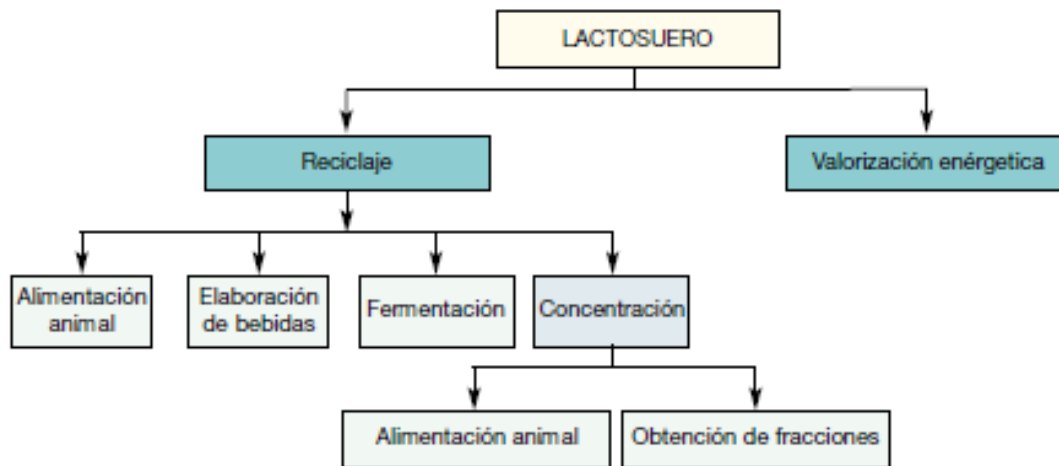 LACTOSUERO
Reciclaje
Valorización enérgetica
Alimentación
animal
Elaboración
de bebidas
Fermentación
Concentración
Alimentación animal
Obtención de fracciones